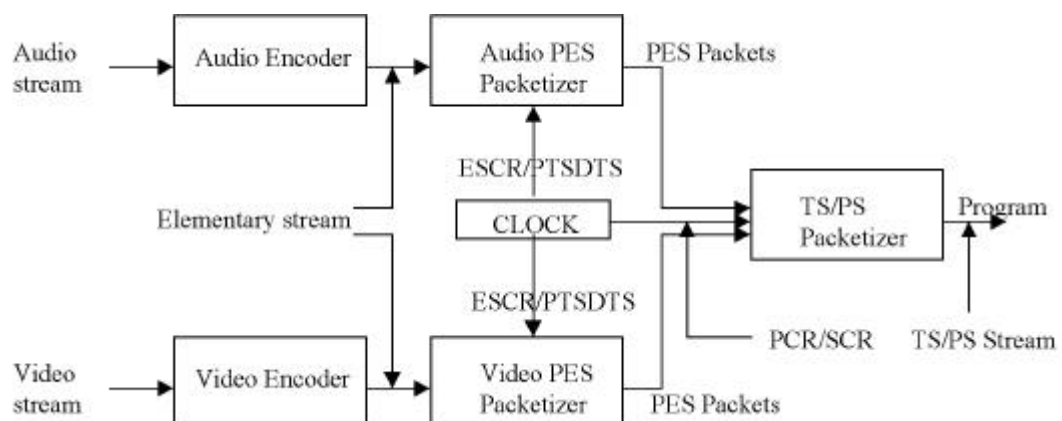 Audio
stream
Audio Encoder
Audio PES
Packetizer
PES Packets
ESCR/PTSDTS
Elementary stream
CLOCK
TS/PS
Packetizer
Program
ESCR/PTSDTS
PCR/SCR
TS/PS Stream
Video
stream
Video Encoder
Video PES
Packetizer
PES Packets